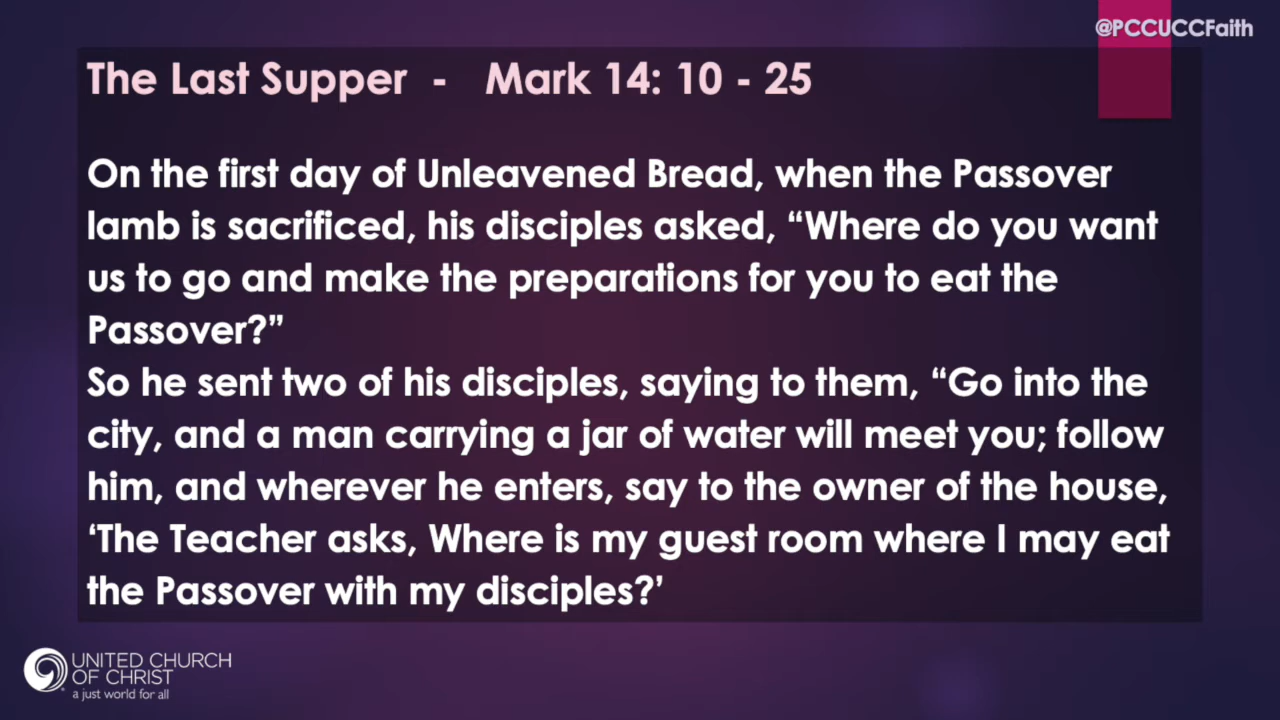 @PCCUCCFaith
The Last Supper - Mark 14: 10 - 25
On the first day of Unleavened Bread, when the Passover
lamb is sacrificed, his disciples asked, “Where do you want
us to go and make the preparations for you to eat the
Passover?”
So he sent two of his disciples, saying to them, “Go into the
city, and a man carrying a jar of water will meet you; follow
him, and wherever he enters, say to the owner of the house,
‘The Teacher asks, Where is my guest room where I may eat
the Passover with my disciples?’
UNITED CHURCH
OF CHRIST
a just world for all